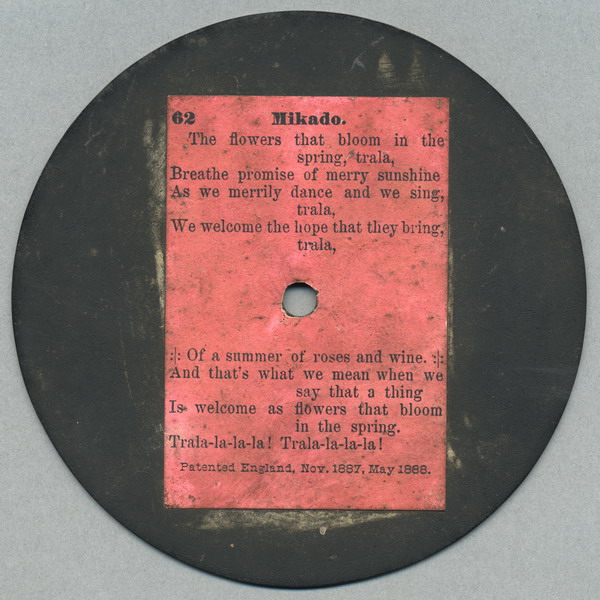 62 Mikado.
The flowers that bloom in the
spring, trala,
Breathe promise of merry sunshine
As we merrily dance and we sing,
trala,
We welcome the hope that they bring,
trala,
:|: Of a summer of roses and wine. :|:
And that's what we mean when we
say that a thing
Is welcome as flowers that bloom
in the spring.
Trala-la-la-la! Trala-la-la-la!
Patented England, Nov. 1887, May 1888.